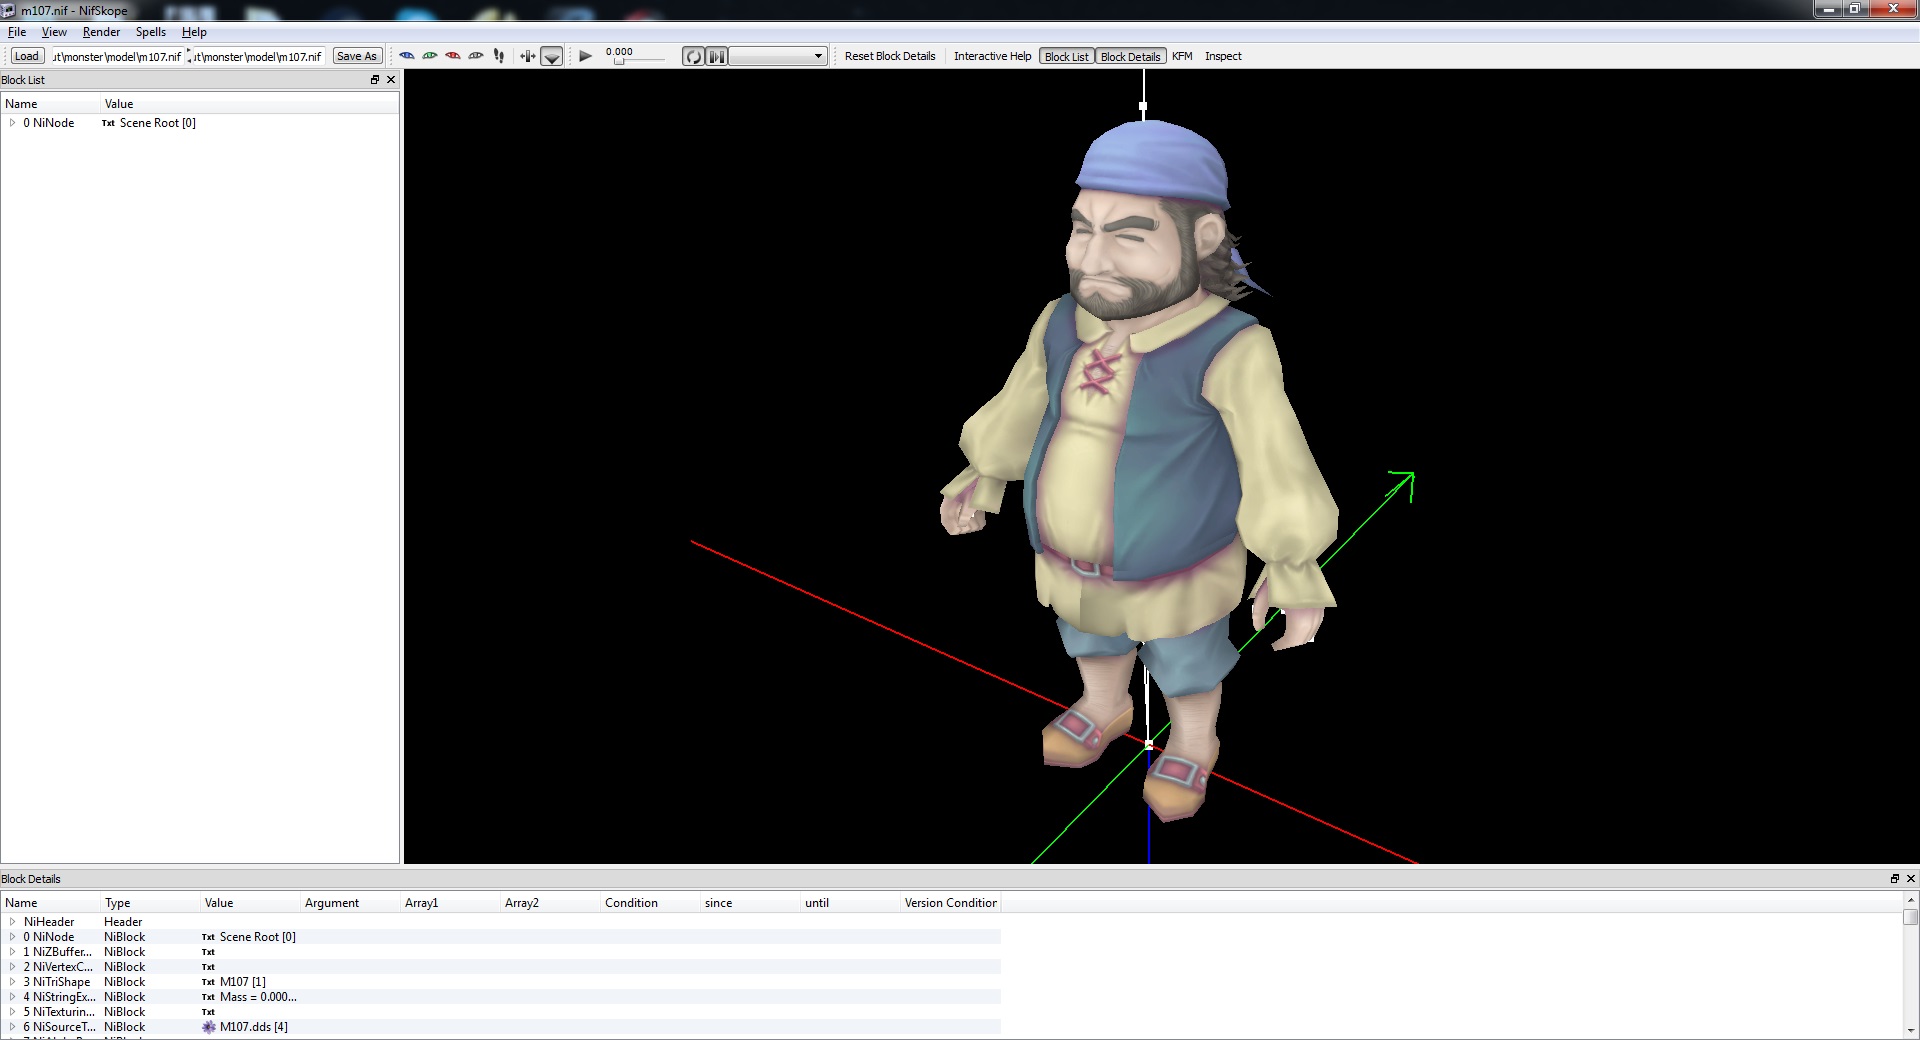 m107.nif - NifSkope
File View Render Spells Help
Load ut\monster\model\m107.nif ıt\monster\model\m107.nif Save As 0.000 Reset Block Details Interactive Help Block List Block Details KFM Inspect
Block List
Name Value
0 NiNode Txt Scene Root [0]
Block Details
Name Type Value Argument Array1 Array2 Condition since until Version Condition
NiHeader Header
0 NiNode NiBlock Txt Scene Root [0]
1 NiZBuffer... NiBlock Txt
2 NiVertexC... NiBlock Txt
3 NiTriShape NiBlock Txt M107 [1]
4 NiStringEx... NiBlock Txt Mass = 0.000...
5 NiTexturin... NiBlock Txt
6 NiSourceT... NiBlock M107.dds [4]